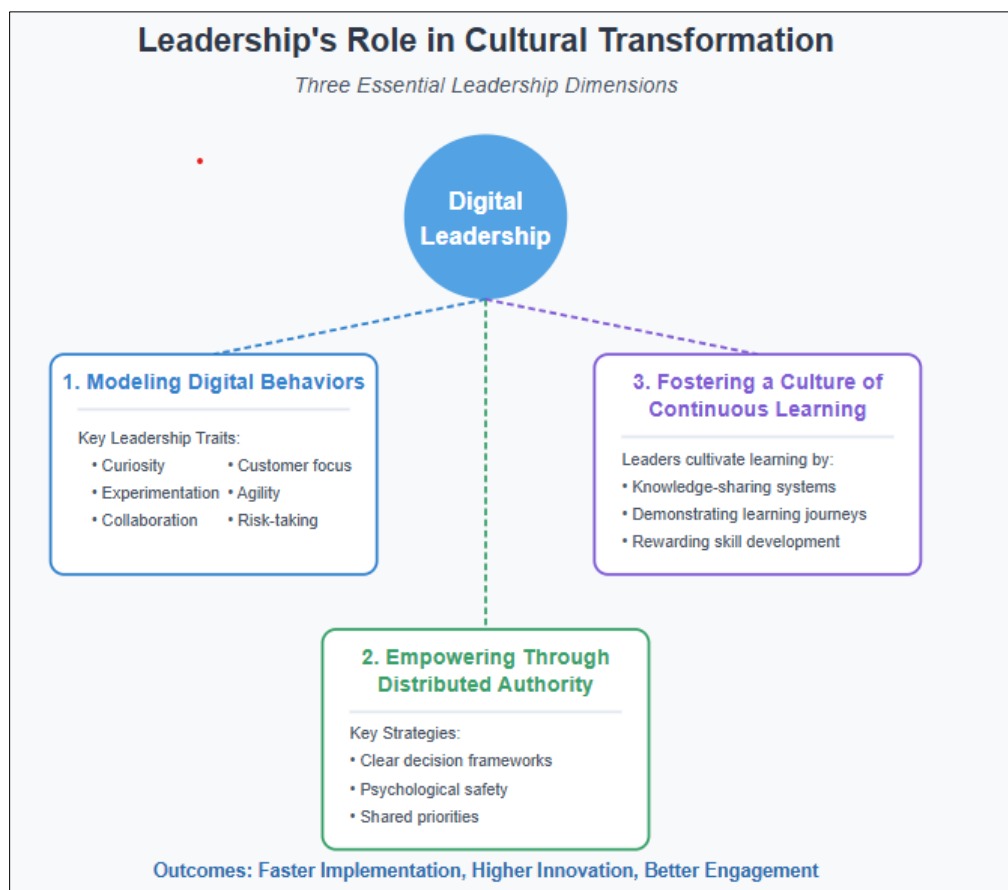 Leadership's Role in Cultural Transformation
Three Essential Leadership Dimensions
Digital
Leadership
1. Modeling Digital Behaviors
Key Leadership Traits:
• Curiosity
• Experimentation
• Collaboration
• Customer focus
• Agility
• Risk-taking
2. Empowering Through
Distributed Authority
Key Strategies:
• Clear decision frameworks
• Psychological safety
• Shared priorities
3. Fostering a Culture of
Continuous Learning
Leaders cultivate learning by:
• Knowledge-sharing systems
• Demonstrating learning journeys
• Rewarding skill development
Outcomes: Faster Implementation, Higher Innovation, Better Engagement